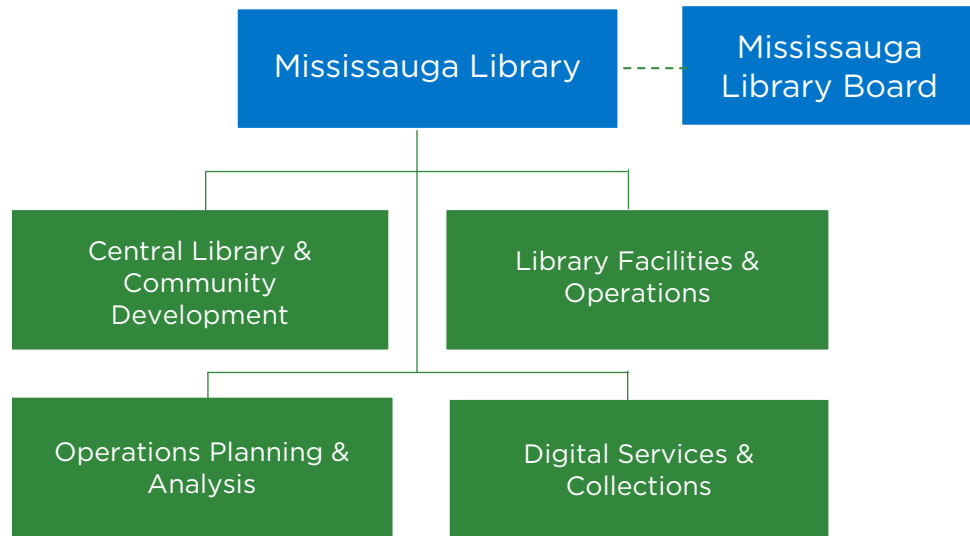 Mississauga Library
Mississauga
Library Board
Central Library &
Community
Development
Library Facilities &
Operations
Operations Planning &
Analysis
Digital Services &
Collections